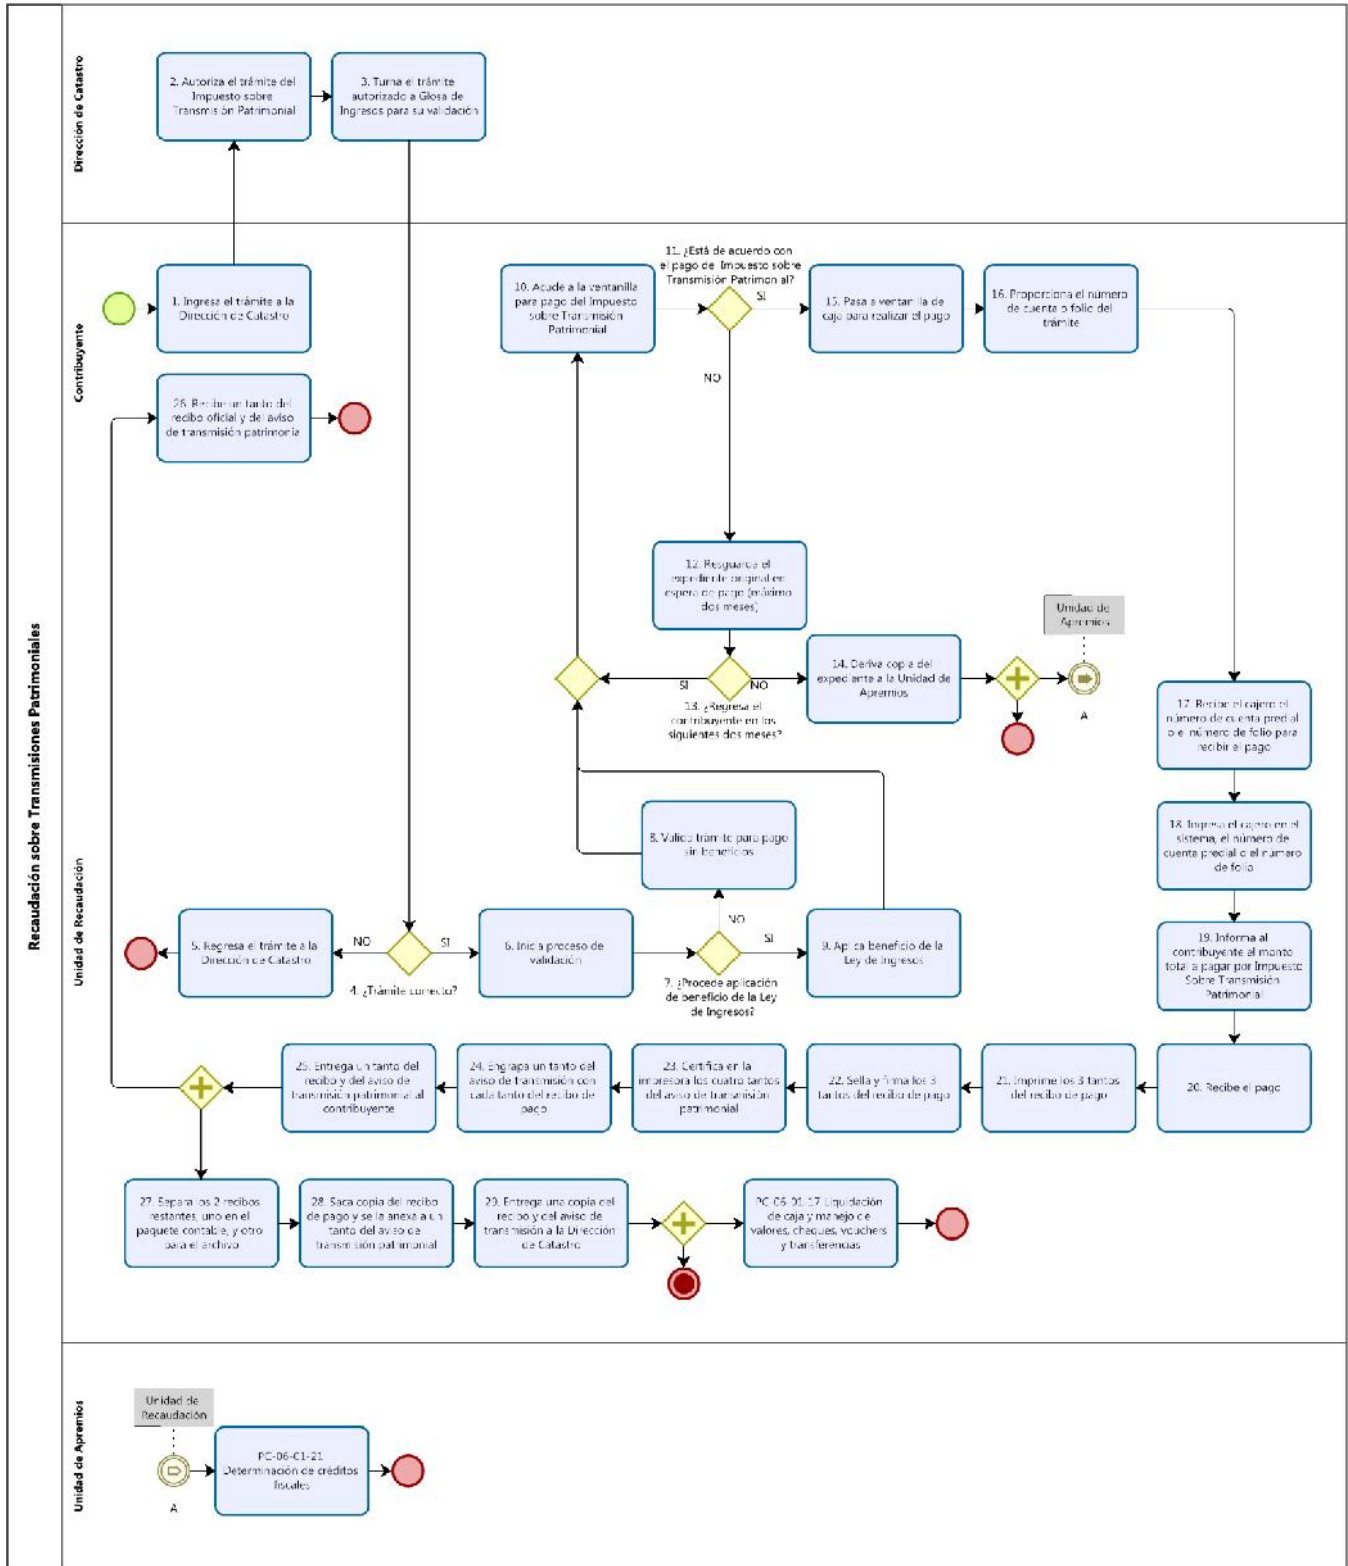 Recaudación sobre Transmisiones Patrimoniales
Dirección de Catastro
2. Autoriza el trámite del
Impuesto sobre
Transmisión Patrimonial
3. Turna el trámite
autorizado a Glosa de
Ingresos para su validación
Contribuyente
1. Ingresa el trámite a la
Dirección de Catastro
10. Acude a la ventanilla
para pago del Impuesto
sobre Transmisión
Patrimonial
11. ¿Está de acuerdo con
el pago del Impuesto sobre
Transmisión Patrimonial?
SI
NO
15. Pasa a ventanilla de
caja para realizar el pago
16. Proporciona el número
de cuenta o folio del
trámite
26. Recibe un tanto del
recibo oficial y del aviso
de transmisión patrimonia
Unidad de Recaudación
12. Resguarda el
expediente original en
espera de pago (máximo
dos meses)
SI
NO
13. ¿Regresa el
contribuyente en los
siguientes dos meses?
14. Deriva copia del
expediente a la Unidad de
Apremios
Unidad de
Apremios
A
17. Recibe el cajero el
número de cuenta predial
o el número de folio para
recibir el pago
18. Ingresa el cajero en el
sistema, el número de
cuenta predial o el número
de folio
8. Valida trámite para pago
sin beneficios
NO
5. Regresa el trámite a la
Dirección de Catastro
NO
SI
4. ¿Trámite correcto?
6. Inicia proceso de
validación
SI
7. ¿Procede aplicación
de beneficio de la Ley
de Ingresos?
9. Aplica beneficio de la
Ley de Ingresos
19. Informa al
contribuyente el monto
total a pagar por Impuesto
Sobre Transmisión
Patrimonial
25. Entrega un tanto del
recibo y del aviso de
transmisión patrimonial al
contribuyente
24. Engrapa un tanto del
aviso de transmisión con
cada tanto del recibo de
pago
23. Certifica en la
impresora los cuatro tantos
del aviso de transmisión
patrimonial
22. Sella y firma los 3
tantos del recibo de pago
21. Imprime los 3 tantos
del recibo de pago
20. Recibe el pago
27. Separa los 2 recibos
restantes, uno en el
paquete contable, y otro
para el archivo
28. Saca copia del recibo
de pago y se la anexa a un
tanto del aviso de
transmisión patrimonial
29. Entrega una copia del
recibo y del aviso de
transmisión a la Dirección
de Catastro
PC-06-01-17 Liquidación
de caja y manejo de
valores, cheques, vouchers
y transferencias
Unidad de Apremios
Unidad de
Recaudación
A
PC-06-01-21
Determinación de créditos
fiscales